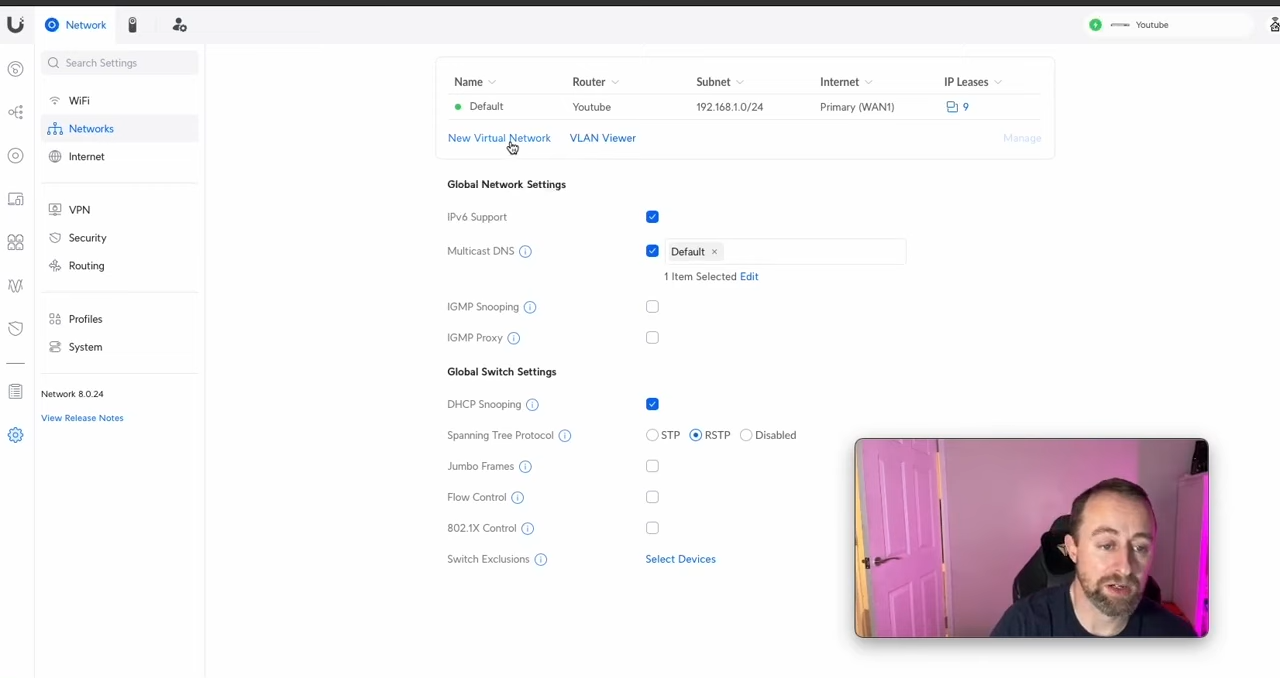 Network
Youtube
Search Settings
WiFi
Networks
Internet
VPN
Security
Routing
Profiles
System
Network 8.0.24
View Release Notes
Name Router Subnet Internet IP Leases
Default Youtube 192.168.1.0/24 Primary (WAN1) 9
New Virtual Network VLAN Viewer Manage
Global Network Settings
IPv6 Support
Multicast DNS Default ×
1 Item Selected Edit
IGMP Snooping
IGMP Proxy
Global Switch Settings
DHCP Snooping
Spanning Tree Protocol STP RSTP Disabled
Jumbo Frames
Flow Control
802.1X Control
Switch Exclusions Select Devices